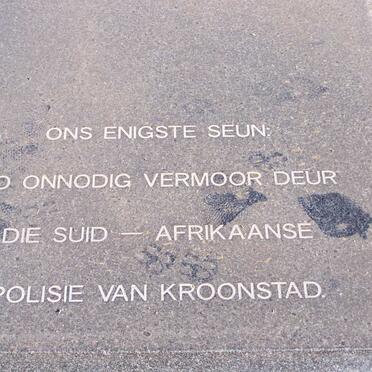 ONS ENIGSTE SEUN:
ONNODIG VERMOOR DEUR
DIE SUID — AFRIKAANSE
POLISIE VAN KROONSTAD.